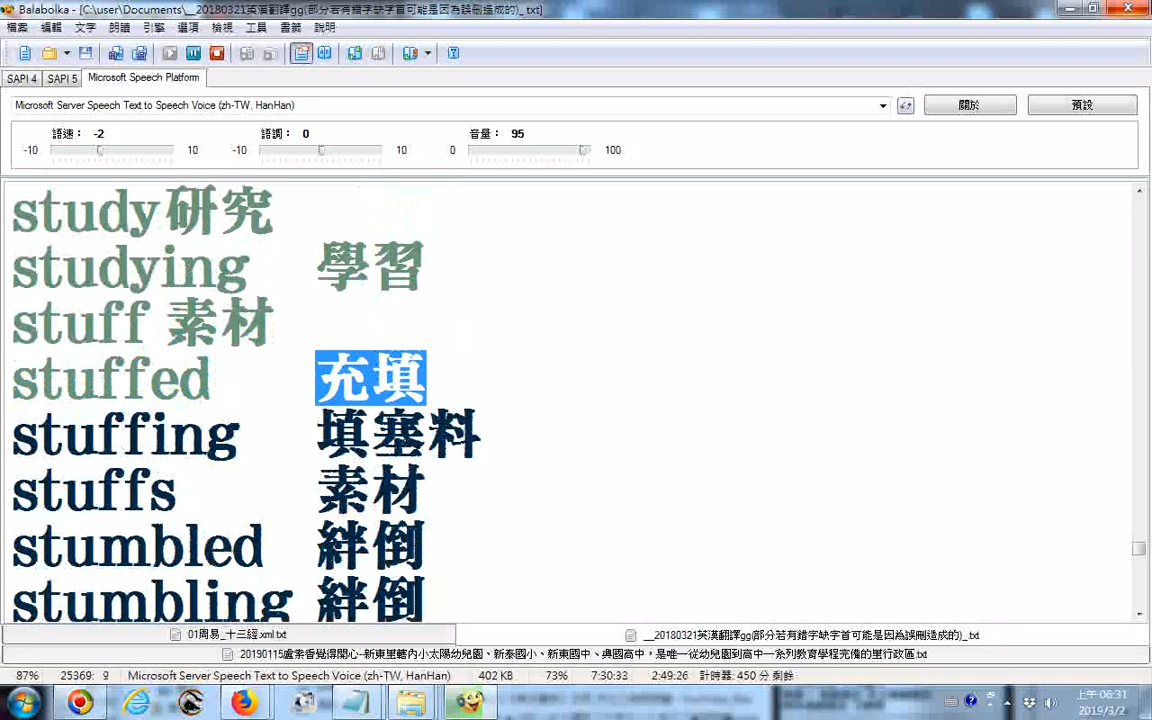 Balabolka - [C:\user\Documents\__20180321英漢翻譯gg(部分若有錯字缺字首可能是因為誤刪造成的)_.txt]
檔案 編輯 文字 朗讀 引擎 選項 檢視 工具 書籤 說明
SAPI 4 SAPI 5 Microsoft Speech Platform
Microsoft Server Speech Text to Speech Voice (zh-TW, HanHan) 關於 預設
語速： -2 語調： 0 音量： 95
-10 10 -10 10 0 100
study研究
studying 學習
stuff 素材
stuffed 充填
stuffing 填塞料
stuffs 素材
stumbled 絆倒
stumbling 絆倒
01周易_十三經.xml.txt __20180321英漢翻譯gg(部分若有錯字缺字首可能是因為誤刪造成的)_.txt
20190115盧素香覺得開心-新東里轄內小太陽幼兒園、新泰國小、新東國中、典國高中，是唯一從幼兒園到高中一系列教育學程完備的里行政區.txt
87% 25369: 9 Microsoft Server Speech Text to Speech Voice (zh-TW, HanHan) 402 KB 73% 7:30:33 2:49:26 計時器: 450 分 剩餘
上午 06:31
2019/3/2